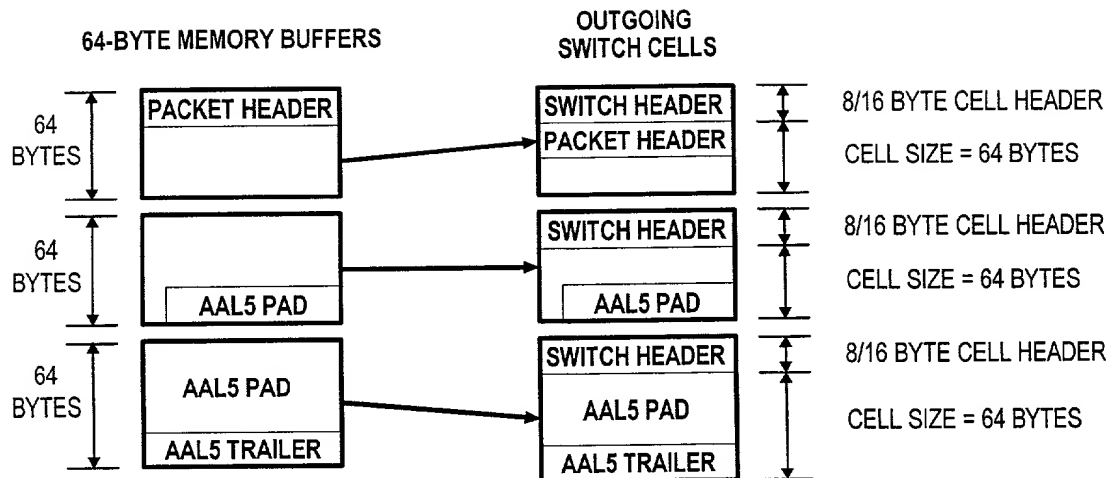 64-BYTE MEMORY BUFFERS
OUTGOING
SWITCH CELLS
64
BYTES
PACKET HEADER
SWITCH HEADER
PACKET HEADER
8/16 BYTE CELL HEADER
CELL SIZE = 64 BYTES
64
BYTES
AAL5 PAD
SWITCH HEADER
AAL5 PAD
8/16 BYTE CELL HEADER
CELL SIZE = 64 BYTES
64
BYTES
AAL5 PAD
AAL5 TRAILER
SWITCH HEADER
AAL5 PAD
AAL5 TRAILER
8/16 BYTE CELL HEADER
CELL SIZE = 64 BYTES